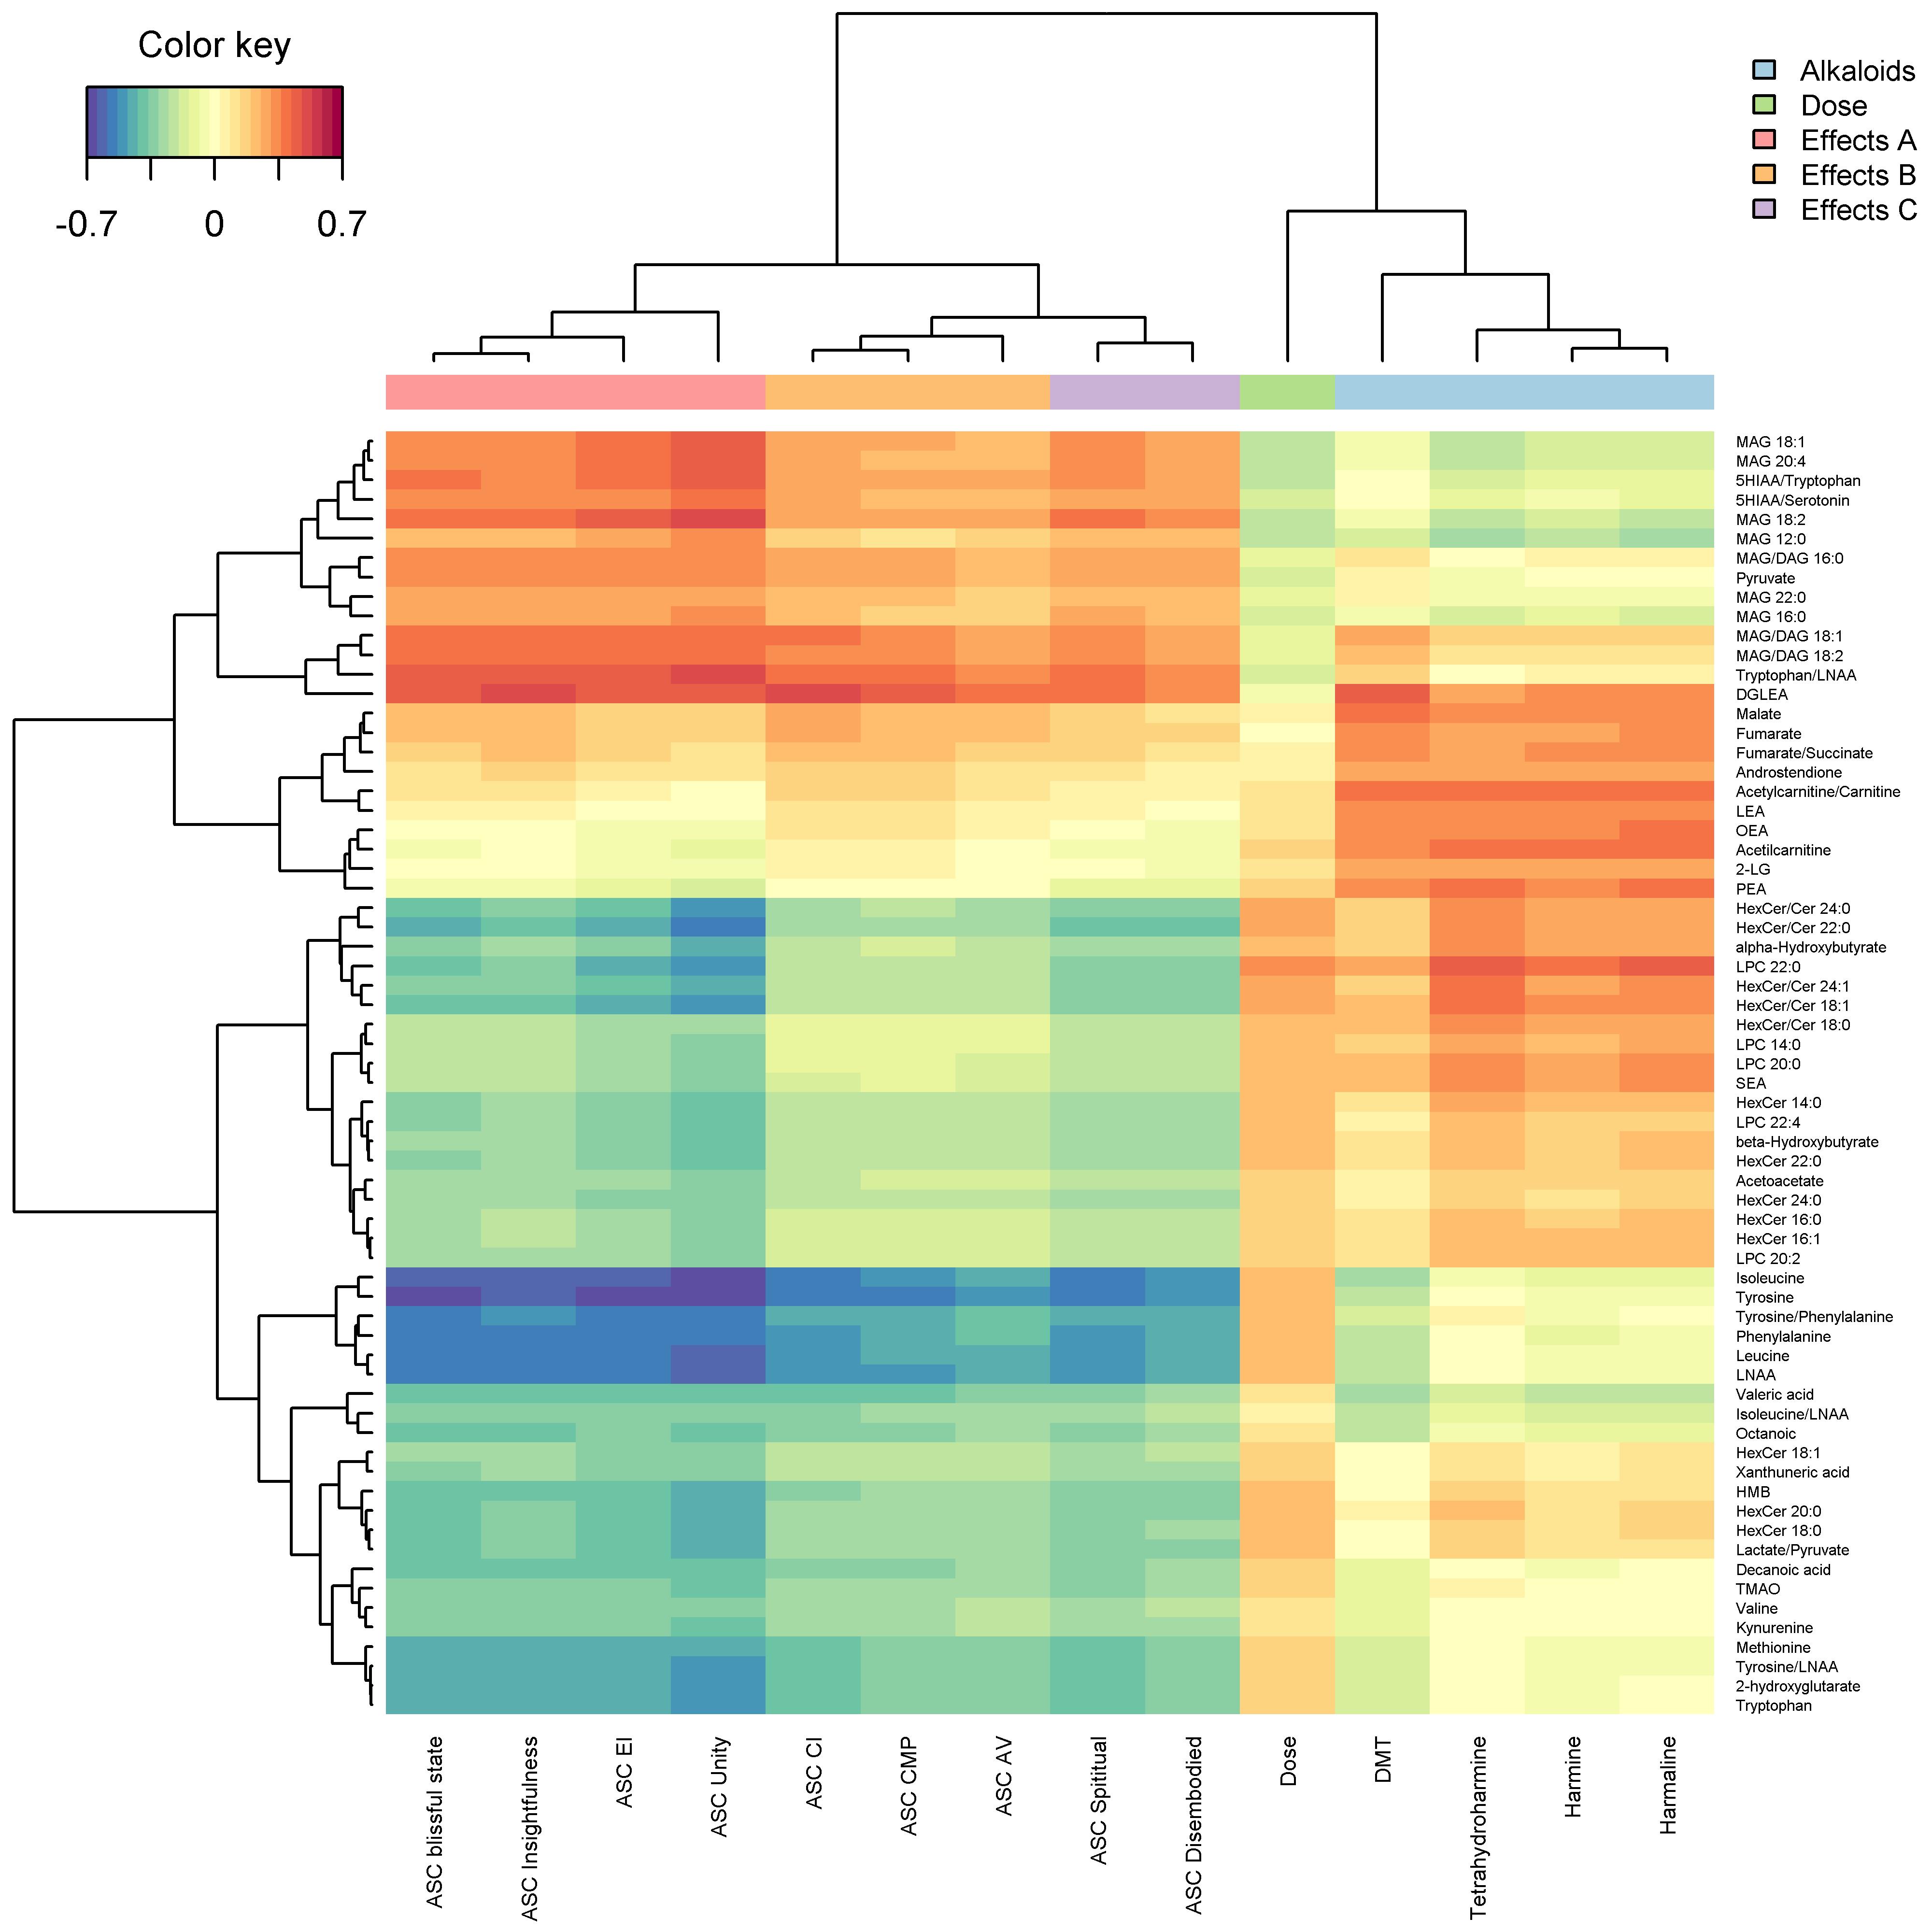 Color key
-0.7 0 0.7
Alkaloids
Dose
Effects A
Effects B
Effects C
MAG 18:1
MAG 20:4
5HIAA/Tryptophan
5HIAA/Serotonin
MAG 18:2
MAG 12:0
MAG/DAG 16:0
Pyruvate
MAG 22:0
MAG 16:0
MAG/DAG 18:1
MAG/DAG 18:2
Tryptophan/LNAA
DGLEA
Malate
Fumarate
Fumarate/Succinate
Androstendione
Acetylcarnitine/Carnitine
LEA
OEA
Acetilcarnitine
2-LG
PEA
HexCer/Cer 24:0
HexCer/Cer 22:0
alpha-Hydroxybutyrate
LPC 22:0
HexCer/Cer 24:1
HexCer/Cer 18:1
HexCer/Cer 18:0
LPC 14:0
LPC 20:0
SEA
HexCer 14:0
LPC 22:4
beta-Hydroxybutyrate
HexCer 22:0
Acetoacetate
HexCer 24:0
HexCer 16:0
HexCer 16:1
LPC 20:2
Isoleucine
Tyrosine
Tyrosine/Phenylalanine
Phenylalanine
Leucine
LNAA
Valeric acid
Isoleucine/LNAA
Octanoic
HexCer 18:1
Xanthuneric acid
HMB
HexCer 20:0
HexCer 18:0
Lactate/Pyruvate
Decanoic acid
TMAO
Valine
Kynurenine
Methionine
Tyrosine/LNAA
2-hydroxyglutarate
Tryptophan
ASC blissful state
ASC Insightfulness
ASC EI
ASC Unity
ASC CI
ASC CMP
ASC AV
ASC Spititual
ASC Disembodied
Dose
DMT
Tetrahydroharmine
Harmine
Harmaline